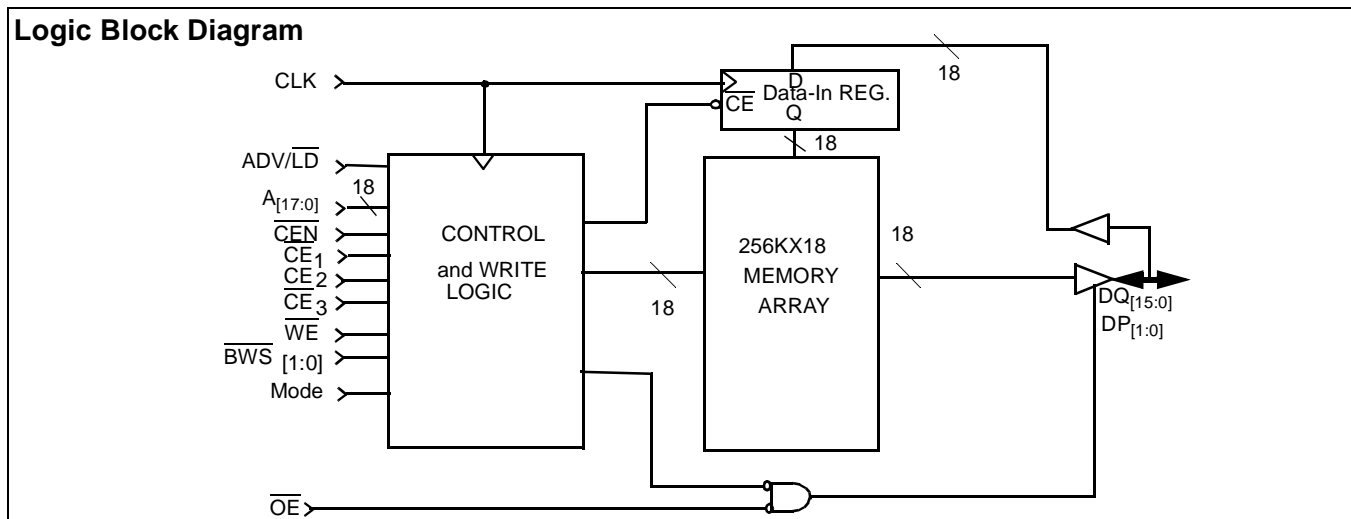 Logic Block Diagram
CLK
ADV/LD
A[17:0]
18
CEN
CE1
CE2
CE3
WE
BWS [1:0]
Mode
OE
CONTROL
and WRITE
LOGIC
18
D
CE Data-In REG.
Q
18
18
256KX18
MEMORY
ARRAY
18
DQ[15:0]
DP[1:0]